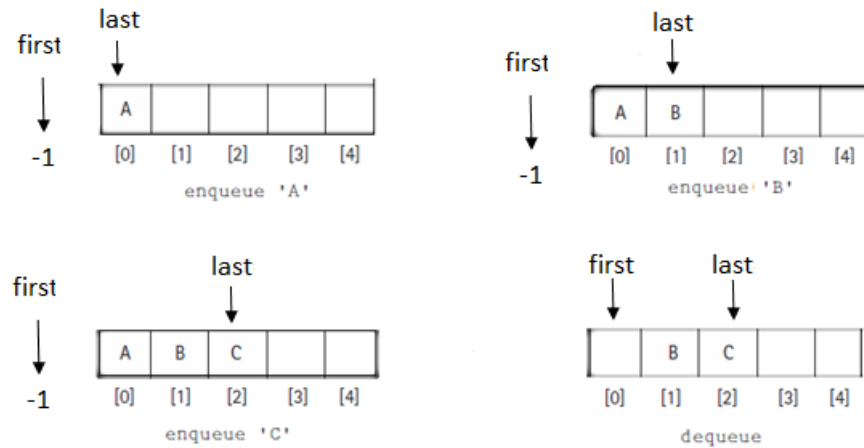 last
first
A
-1
[0] [1] [2] [3] [4]
enqueue 'A'
last
first
A B
-1
[0] [1] [2] [3] [4]
enqueue 'B'
last
first
A B C
-1
[0] [1] [2] [3] [4]
enqueue 'C'
first last
B C
[0] [1] [2] [3] [4]
dequeue